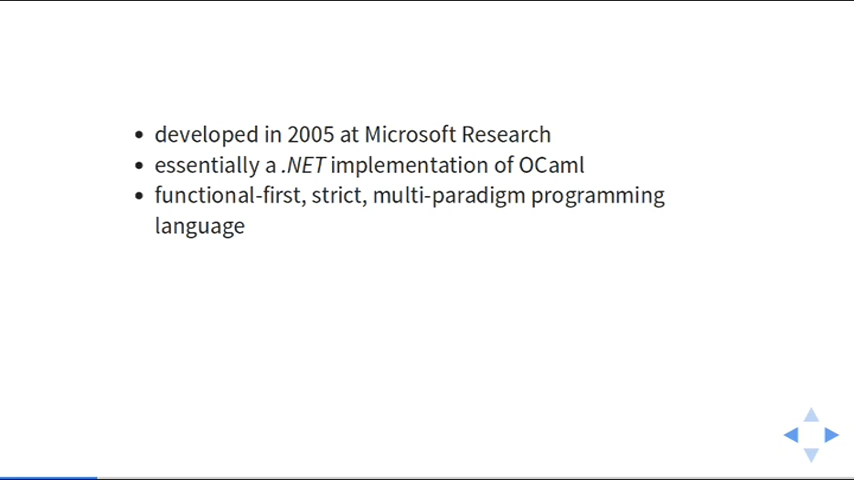 • developed in 2005 at Microsoft Research
• essentially a .NET implementation of OCaml
• functional-first, strict, multi-paradigm programming
language